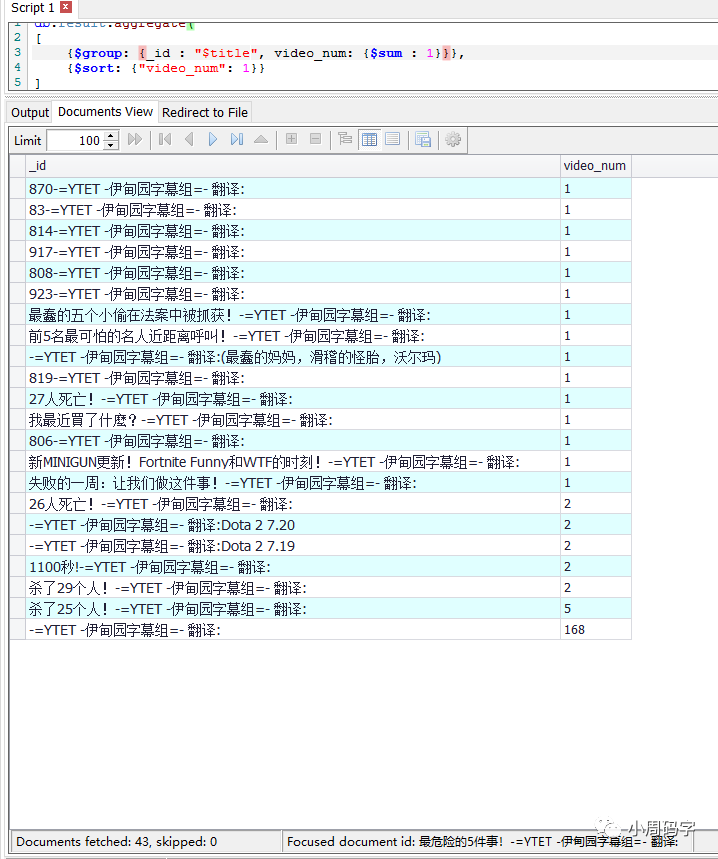 Script 1
1 db.result.aggregate(
2 [
3 {$group: {_id : "$title", video_num: {$sum : 1}}},
4 {$sort: {"video_num": 1}}
5 ]
Output Documents View Redirect to File
Limit 100
_id video_num
870-=YTET -伊甸园字幕组=- 翻译: 1
83-=YTET -伊甸园字幕组=- 翻译: 1
814-=YTET -伊甸园字幕组=- 翻译: 1
917-=YTET -伊甸园字幕组=- 翻译: 1
808-=YTET -伊甸园字幕组=- 翻译: 1
923-=YTET -伊甸园字幕组=- 翻译: 1
最蠢的五个小偷在法案中被抓获！-=YTET -伊甸园字幕组=- 翻译: 1
前5名最可怕的名人近距离呼叫！-=YTET -伊甸园字幕组=- 翻译: 1
-=YTET -伊甸园字幕组=- 翻译:(最蠢的妈妈，滑稽的怪胎，沃尔玛) 1
819-=YTET -伊甸园字幕组=- 翻译: 1
27人死亡！-=YTET -伊甸园字幕组=- 翻译: 1
我最近買了什麼？-=YTET -伊甸园字幕组=- 翻译: 1
806-=YTET -伊甸园字幕组=- 翻译: 1
新MINIGUN更新！Fortnite Funny和WTF的时刻！-=YTET -伊甸园字幕组=- 翻译: 1
失败的一周：让我们做这件事！-=YTET -伊甸园字幕组=- 翻译: 1
26人死亡！-=YTET -伊甸园字幕组=- 翻译: 2
-=YTET -伊甸园字幕组=- 翻译:Dota 2 7.20 2
-=YTET -伊甸园字幕组=- 翻译:Dota 2 7.19 2
1100秒!-=YTET -伊甸园字幕组=- 翻译: 2
杀了29个人！-=YTET -伊甸园字幕组=- 翻译: 2
杀了25个人！-=YTET -伊甸园字幕组=- 翻译: 5
-=YTET -伊甸园字幕组=- 翻译: 168
小周码字
Documents fetched: 43, skipped: 0 Focused document id: 最危险的5件事！-=YTET -伊甸园字幕组=- 翻译: